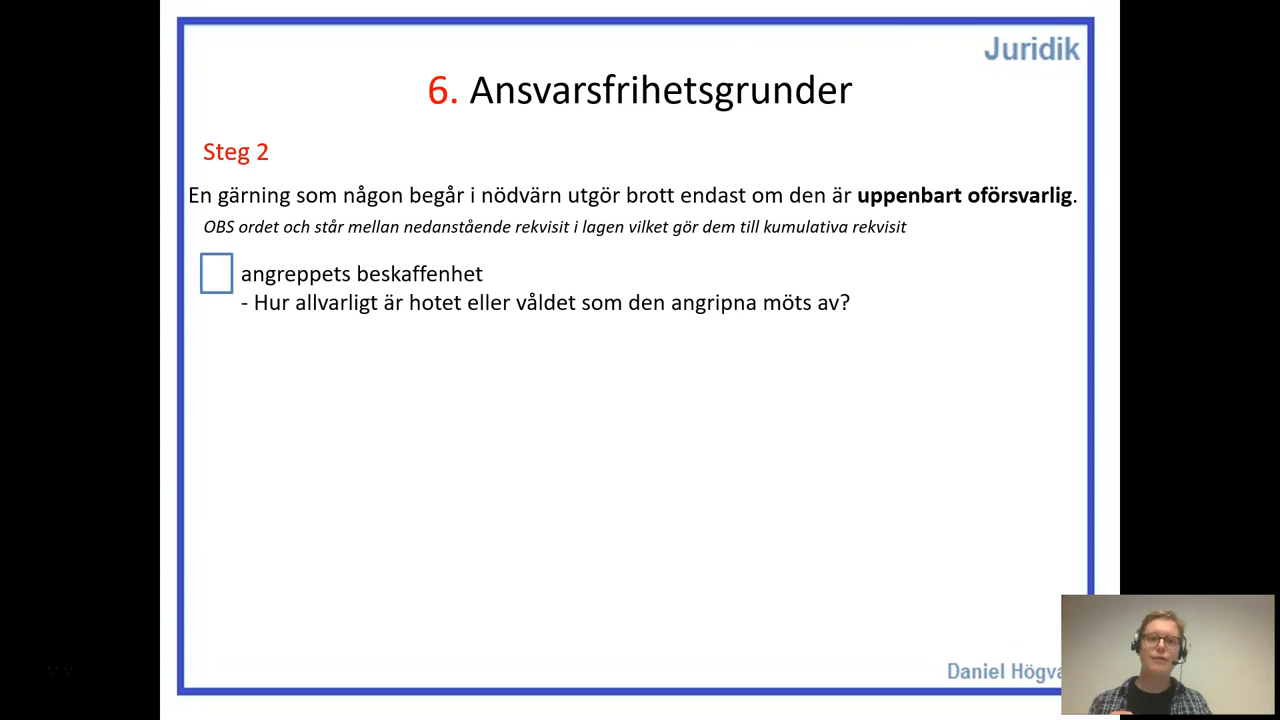 Juridik
6. Ansvarsfrihetsgrunder
Steg 2
En gärning som någon begår i nödvärn utgör brott endast om den är uppenbart oförsvarlig.
OBS ordet och står mellan nedanstående rekvisit i lagen vilket gör dem till kumulativa rekvisit
angreppets beskaffenhet
- Hur allvarligt är hotet eller våldet som den angripna möts av?
Daniel